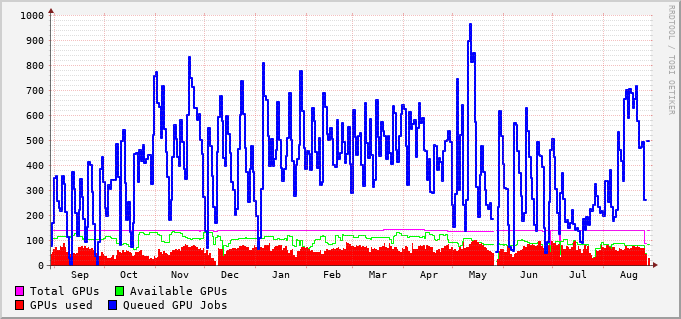 1000
900
800
700
600
500
400
300
200
100
0
Sep Oct Nov Dec Jan Feb Mar Apr May Jun Jul Aug
Total GPUs Available GPUs
GPUs used Queued GPU Jobs
RRDTOOL / TOBI OETIKER